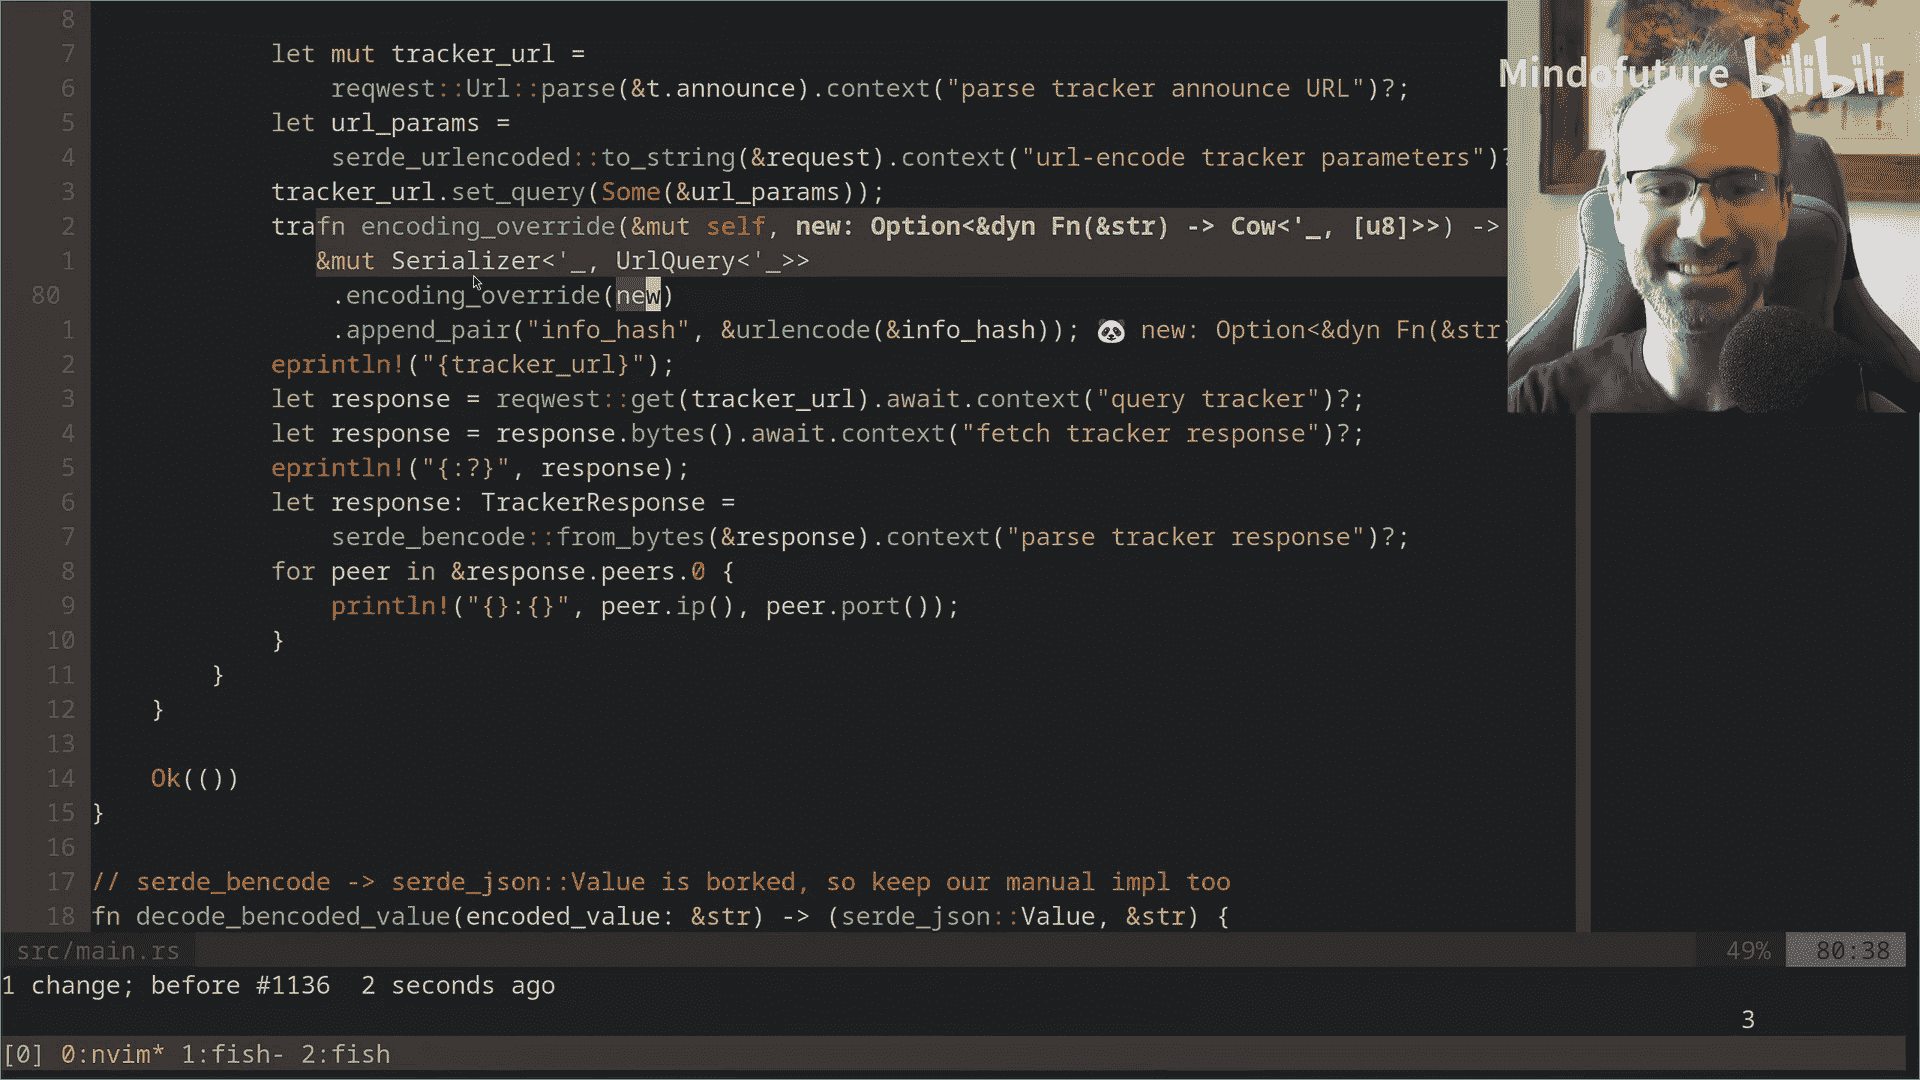 8
7 let mut tracker_url =
6 reqwest::Url::parse(&t.announce).context("parse tracker announce URL")?;
5 let url_params =
4 serde_urlencoded::to_string(&request).context("url-encode tracker parameters")?
3 tracker_url.set_query(Some(&url_params));
2 trafn encoding_override(&mut self, new: Option<&dyn Fn(&str) -> Cow<'_, [u8]>>) ->
1 &mut Serializer<'_, UrlQuery<'_>>
80 .encoding_override(new)
1 .append_pair("info_hash", &urlencode(&info_hash)); 🐼 new: Option<&dyn Fn(&str)
2 eprintln!("{tracker_url}");
3 let response = reqwest::get(tracker_url).await.context("query tracker")?;
4 let response = response.bytes().await.context("fetch tracker response")?;
5 eprintln!("{:?}", response);
6 let response: TrackerResponse =
7 serde_bencode::from_bytes(&response).context("parse tracker response")?;
8 for peer in &response.peers.0 {
9 println!("{}:{}", peer.ip(), peer.port());
10 }
11 }
12 }
13
14 Ok(())
15 }
16
17 // serde_bencode -> serde_json::Value is borked, so keep our manual impl too
18 fn decode_bencoded_value(encoded_value: &str) -> (serde_json::Value, &str) {
src/main.rs 49% 80:38
1 change; before #1136 2 seconds ago
3
[0] 0:nvim* 1:fish- 2:fish
Mindofuture bilibili